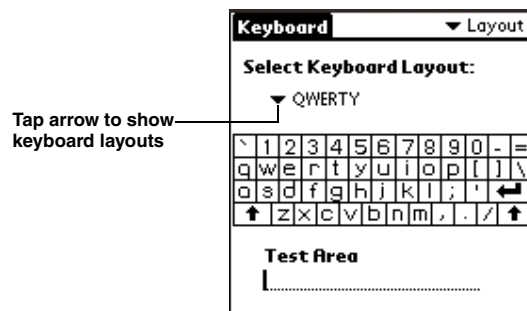 Keyboard ▼ Layout
Select Keyboard Layout:
▼ QWERTY
Tap arrow to show
keyboard layouts
` 1 2 3 4 5 6 7 8 9 0 - =
q w e r t y u i o p [ ] \
a s d f g h j k l ; '
z x c v b n m , . /
Test Area